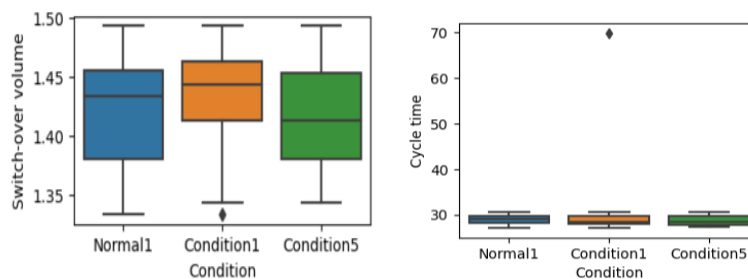 Switch-over volume
1.50
1.45
1.40
1.35
Normal1 Condition1 Condition5
Condition
Cycle time
70
60
50
40
30
Normal1 Condition1 Condition5
Condition